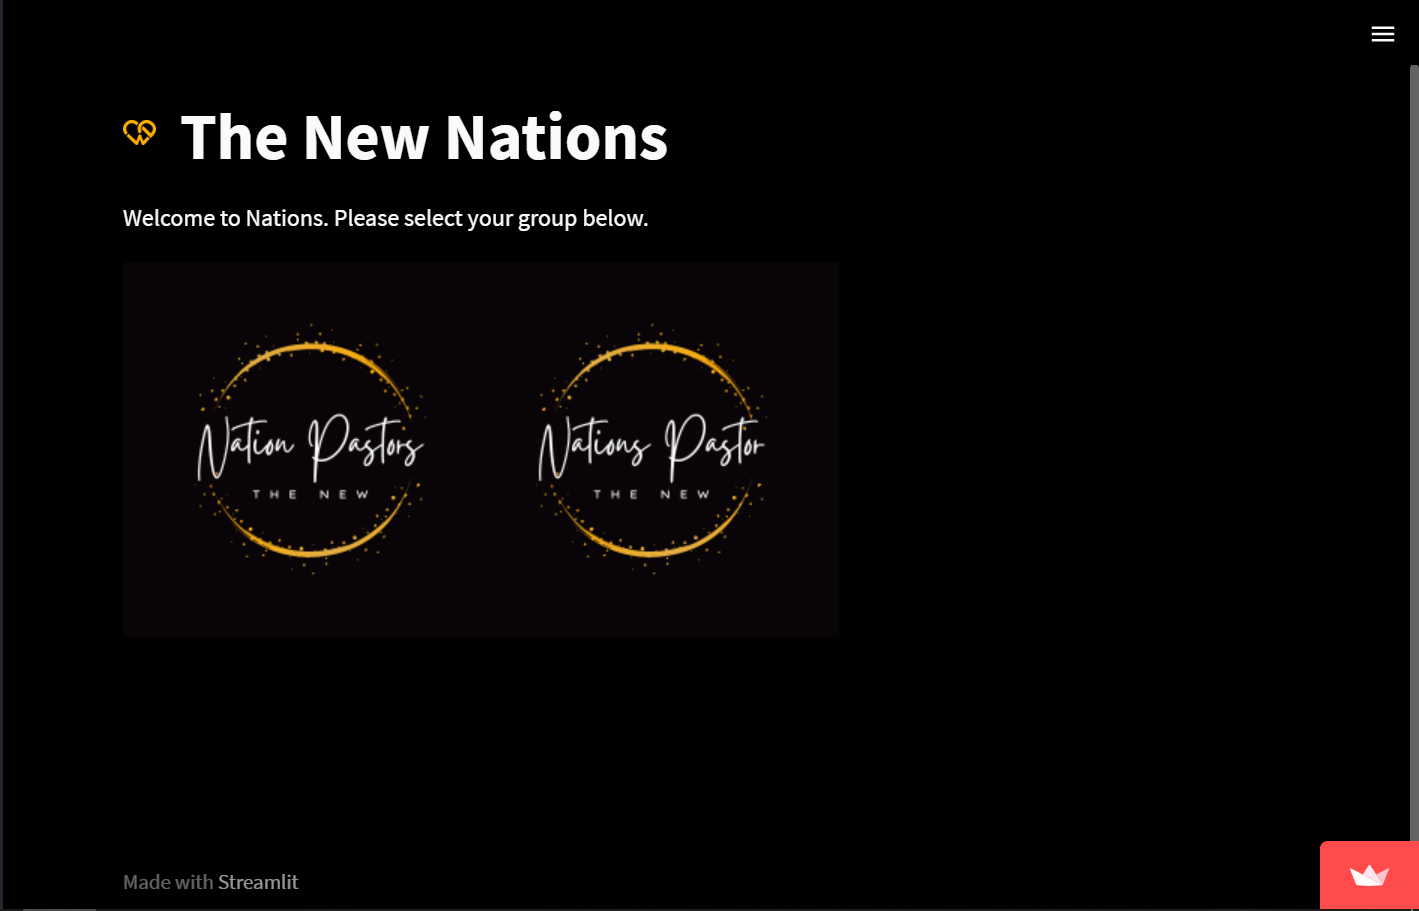 The New Nations
Welcome to Nations. Please select your group below.
Nation Pastors
THE NEW
Nations Pastor
THE NEW
Made with Streamlit